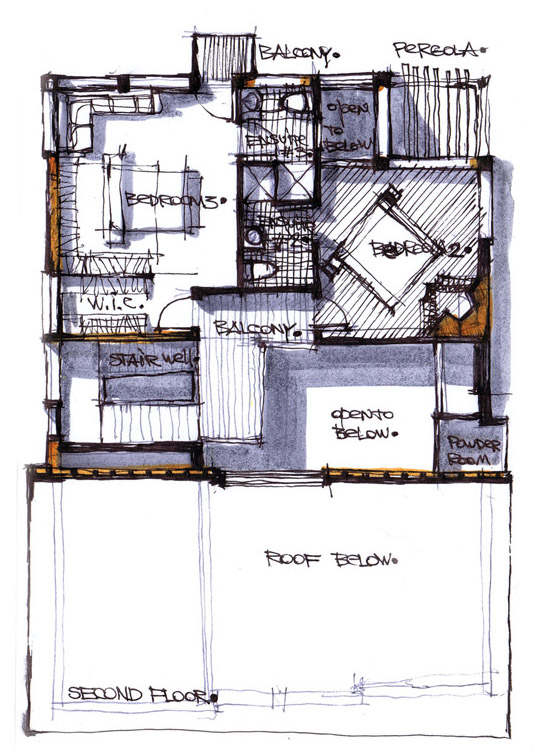 BALCONY.
PERGOLA.
OPEN
TO
BELOW
ENSUITE
BEDROOM 3.
BEDROOM 2.
W.I.C.
BALCONY.
STAIR WELL.
OPEN TO
BELOW.
POWDER
ROOM.
ROOF BELOW.
SECOND FLOOR.